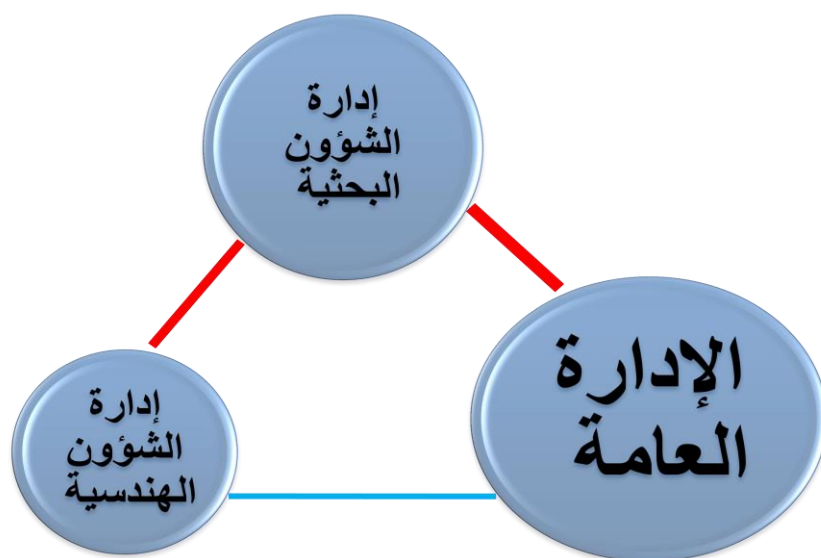 إدارة
الشؤون
البحثية
الإدارة
العامة
إدارة
الشؤون
الهندسية